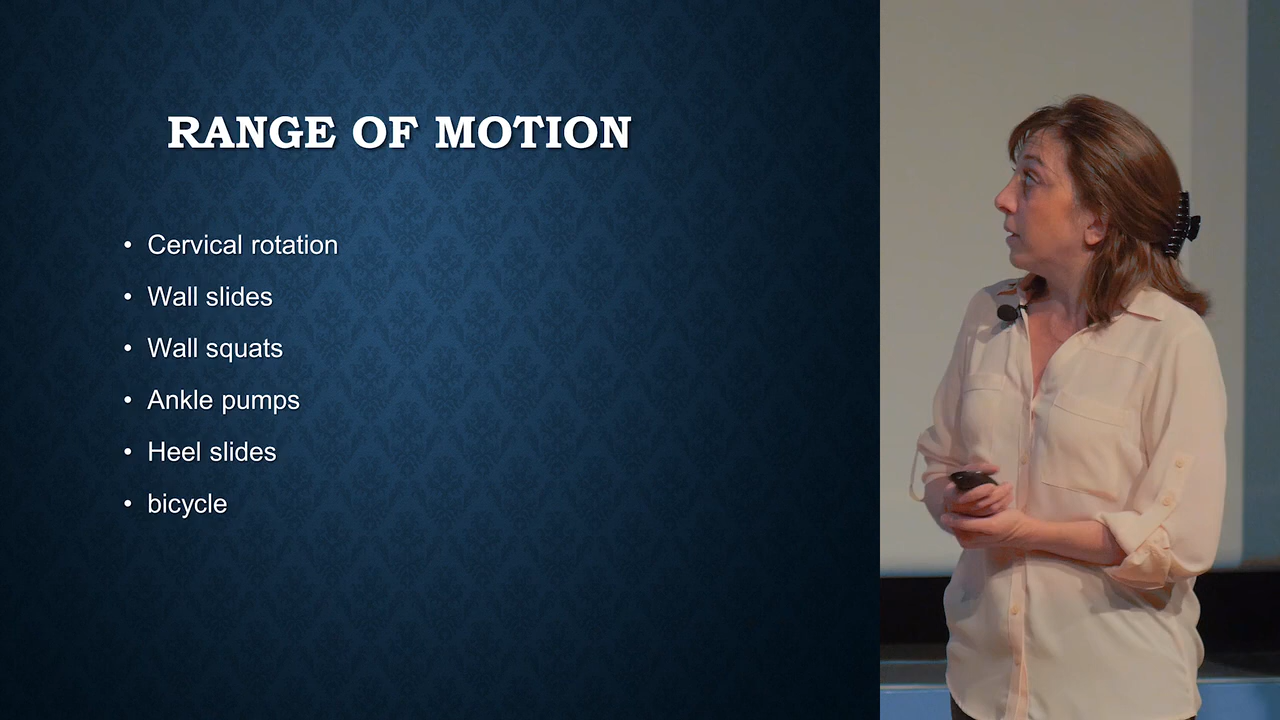 RANGE OF MOTION
• Cervical rotation
• Wall slides
• Wall squats
• Ankle pumps
• Heel slides
• bicycle